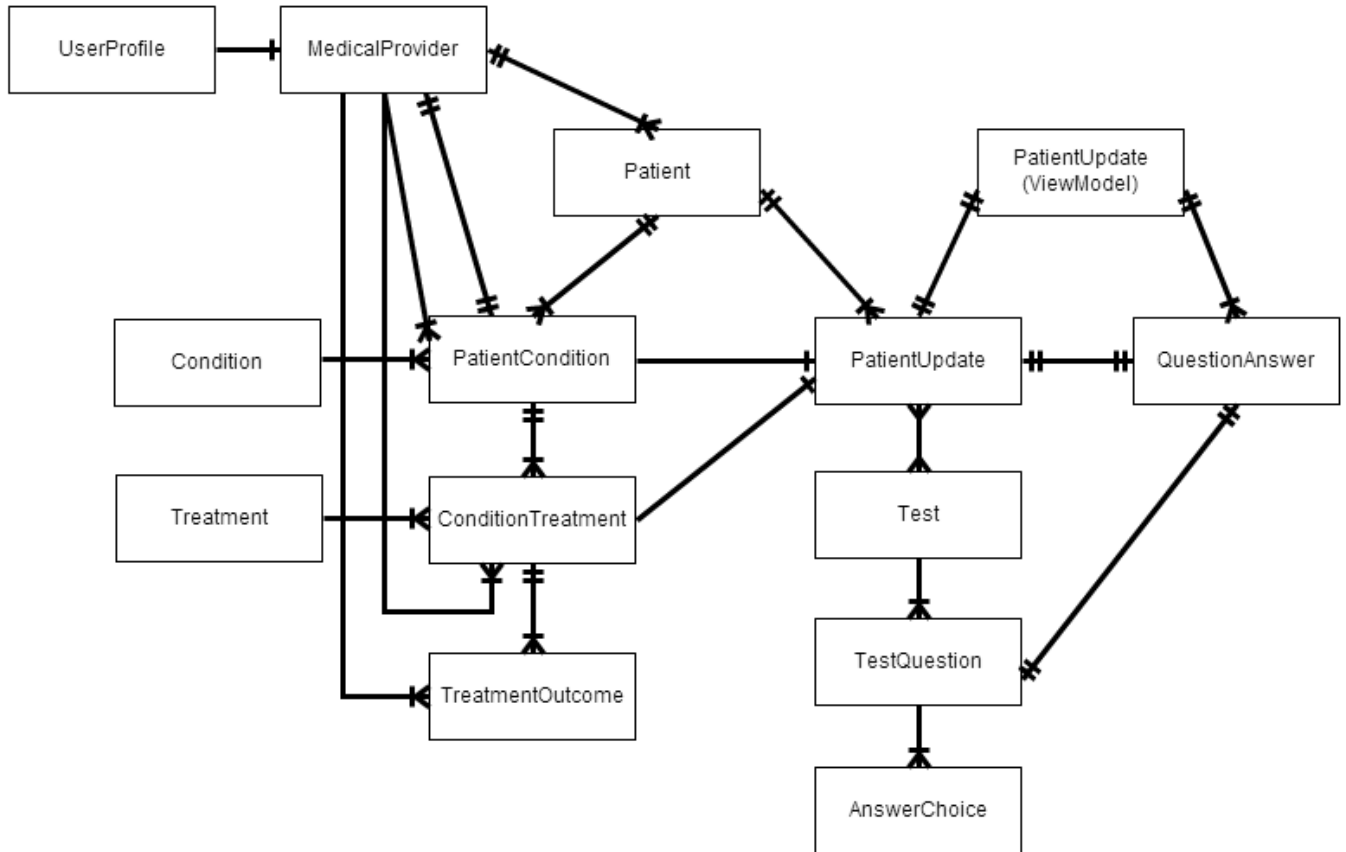 UserProfile
MedicalProvider
Patient
PatientUpdate
(ViewModel)
Condition
PatientCondition
PatientUpdate
QuestionAnswer
Treatment
ConditionTreatment
Test
TreatmentOutcome
TestQuestion
AnswerChoice